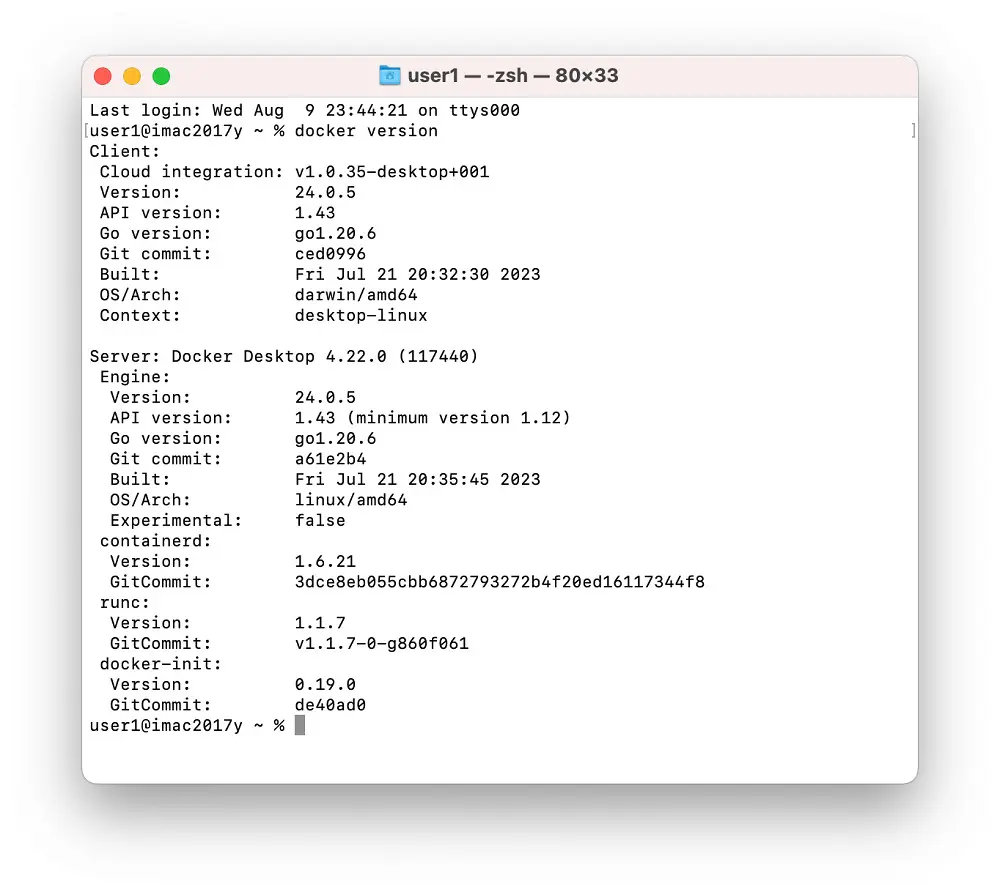 user1 — -zsh — 80×33
Last login: Wed Aug  9 23:44:21 on ttys000
[user1@imac2017y ~ % docker version ]
Client:
 Cloud integration: v1.0.35-desktop+001
 Version:           24.0.5
 API version:       1.43
 Go version:        go1.20.6
 Git commit:        ced0996
 Built:             Fri Jul 21 20:32:30 2023
 OS/Arch:           darwin/amd64
 Context:           desktop-linux

Server: Docker Desktop 4.22.0 (117440)
 Engine:
  Version:          24.0.5
  API version:      1.43 (minimum version 1.12)
  Go version:       go1.20.6
  Git commit:       a61e2b4
  Built:            Fri Jul 21 20:35:45 2023
  OS/Arch:          linux/amd64
  Experimental:     false
 containerd:
  Version:          1.6.21
  GitCommit:        3dce8eb055cbb6872793272b4f20ed16117344f8
 runc:
  Version:          1.1.7
  GitCommit:        v1.1.7-0-g860f061
 docker-init:
  Version:          0.19.0
  GitCommit:        de40ad0
user1@imac2017y ~ %